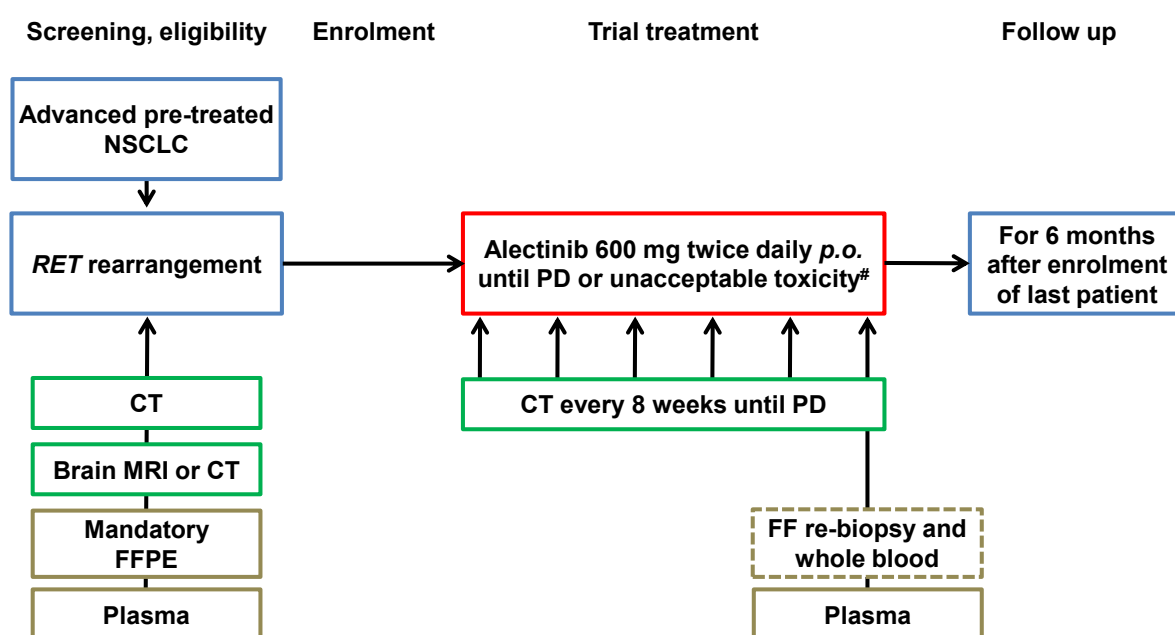 Screening, eligibility
Enrolment
Trial treatment
Follow up
Advanced pre-treated
NSCLC
RET rearrangement
Alectinib 600 mg twice daily p.o.
until PD or unacceptable toxicity#
For 6 months
after enrolment
of last patient
CT
Brain MRI or CT
Mandatory
FFPE
Plasma
CT every 8 weeks until PD
FF re-biopsy and
whole blood
Plasma